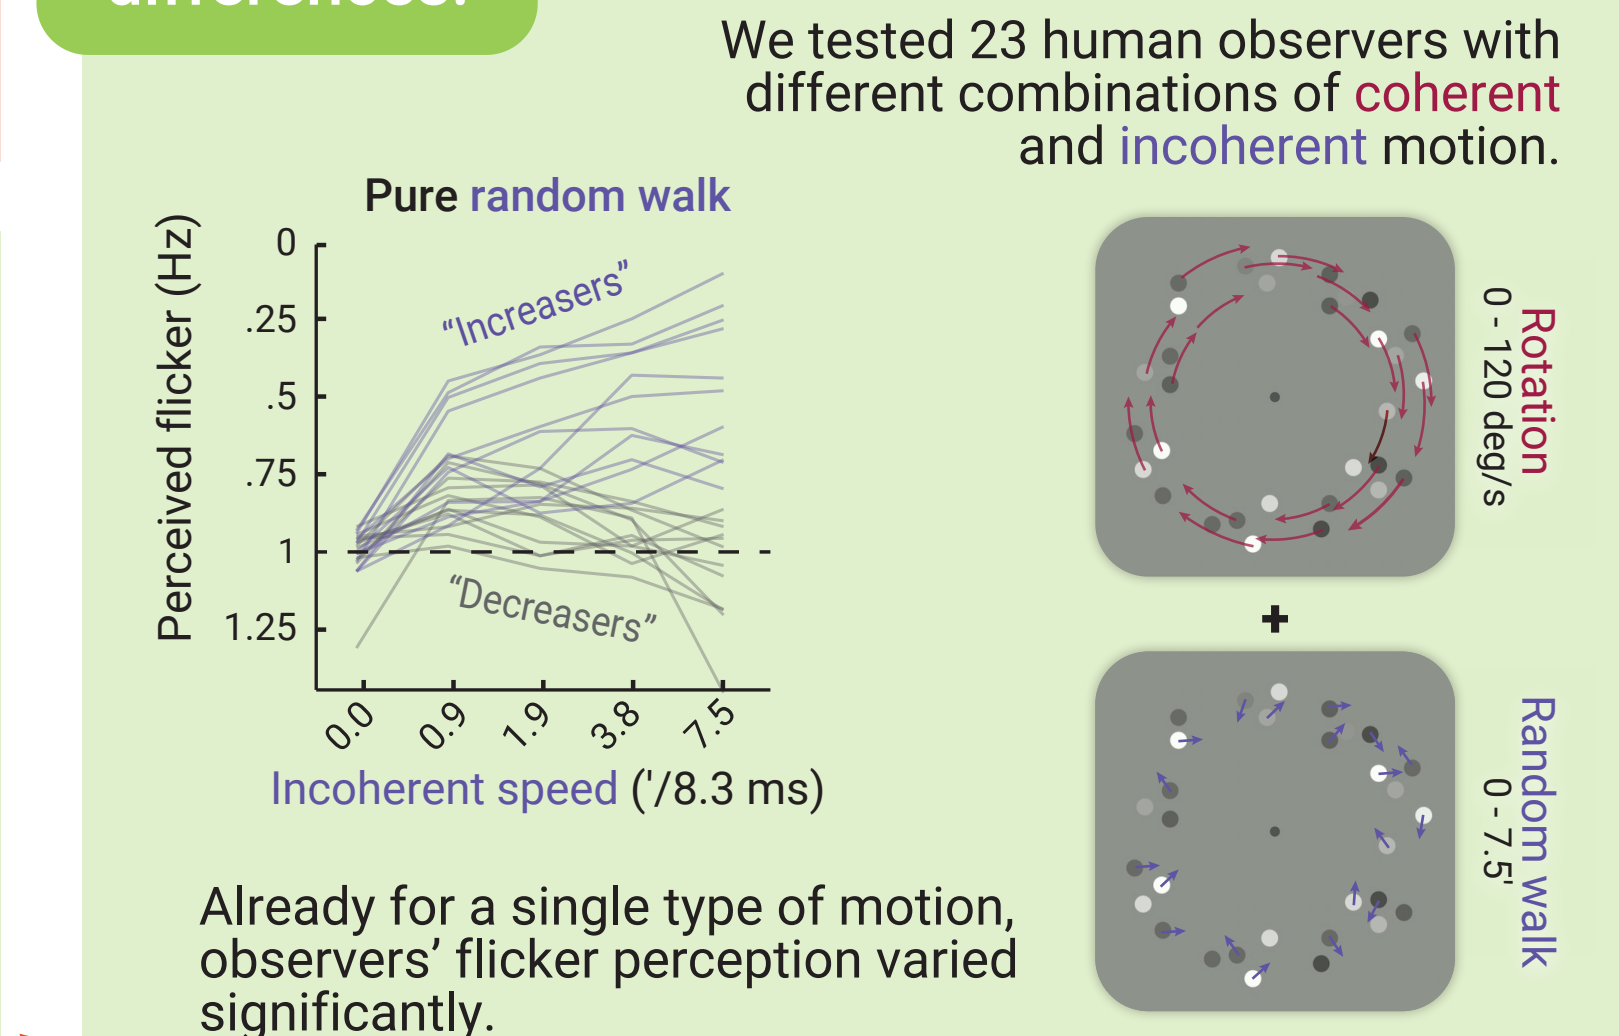 differences.
We tested 23 human observers with
different combinations of coherent
and incoherent motion.
Pure random walk
Perceived flicker (Hz)
0
.25
.5
.75
1
1.25
“Increasers”
“Decreasers”
0.0
0.9
1.9
3.8
7.5
Incoherent speed ('/8.3 ms)
Rotation
0 - 120 deg/s
+
Random walk
0 - 7.5'
Already for a single type of motion,
observers’ flicker perception varied
significantly.